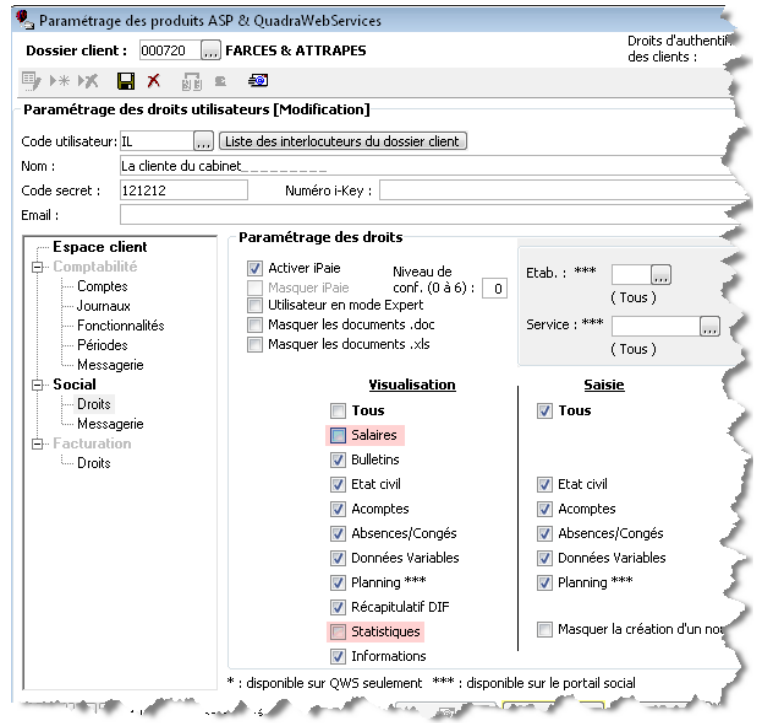 Paramétrage des produits ASP & QuadraWebServices
Dossier client : 000720 ... FARCES & ATTRAPES
Droits d'authentifi
des clients :
Paramétrage des droits utilisateurs [Modification]
Code utilisateur: IL ... Liste des interlocuteurs du dossier client
Nom : La cliente du cabinet_________
Code secret : 121212 Numéro i-Key :
Email :
Espace client
Comptabilité
Comptes
Journaux
Fonctionnalités
Périodes
Messagerie
Social
Droits
Messagerie
Facturation
Droits
Paramétrage des droits
Activer iPaie
Masquer iPaie
Utilisateur en mode Expert
Masquer les documents .doc
Masquer les documents .xls
Niveau de
conf. (0 à 6) : 0
Etab. : *** ...
( Tous )
Service : *** ...
( Tous )
Visualisation
Tous
Salaires
Bulletins
Etat civil
Acomptes
Absences/Congés
Données Variables
Planning ***
Récapitulatif DIF
Statistiques
Informations
Saisie
Tous
Etat civil
Acomptes
Absences/Congés
Données Variables
Planning ***
Masquer la création d'un nou
* : disponible sur QWS seulement *** : disponible sur le portail social